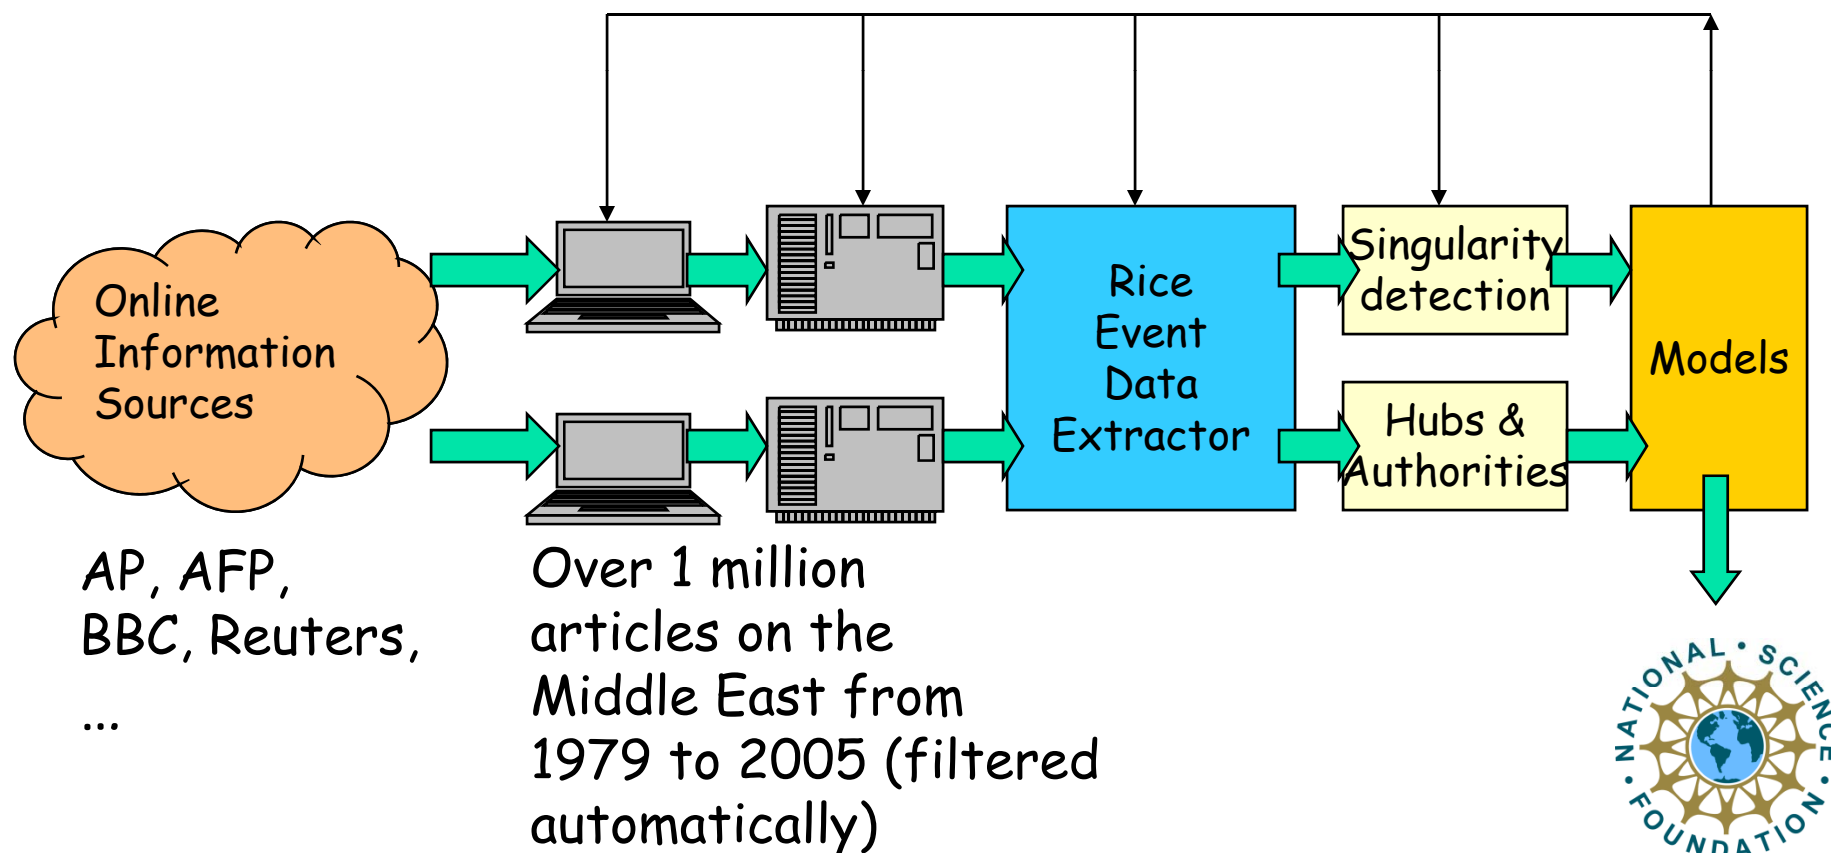 Online
Information
Sources
Rice
Event
Data
Extractor
Singularity
detection
Hubs &
Authorities
Models
AP, AFP,
BBC, Reuters,
...
Over 1 million
articles on the
Middle East from
1979 to 2005 (filtered
automatically)
NATIONAL • SCIENCE • FOUNDATION •